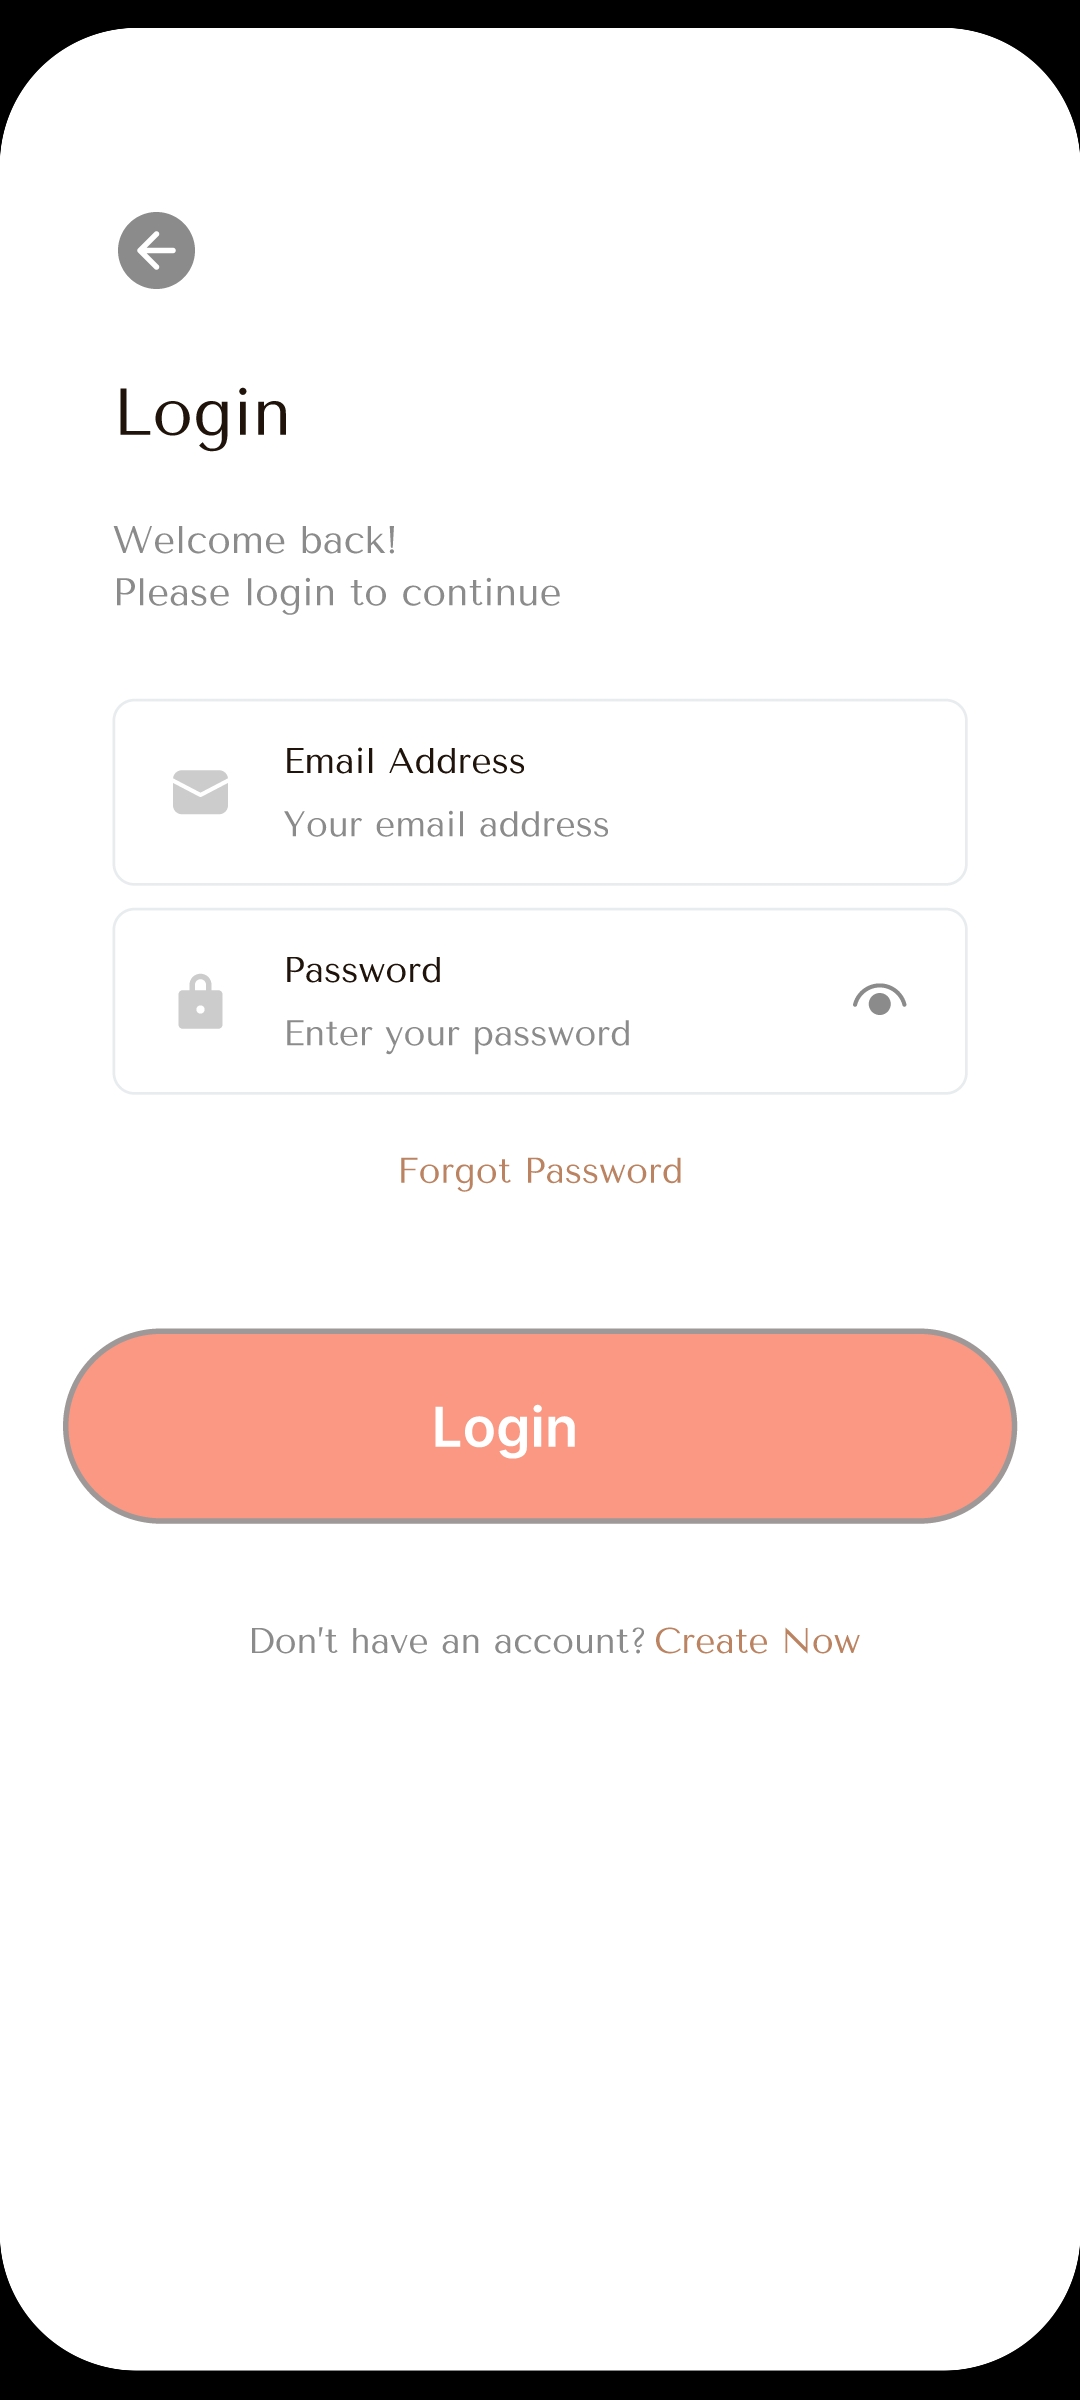 Login
Welcome back!
Please login to continue
Email Address
Your email address
Password
Enter your password
Forgot Password
Login
Don't have an account? Create Now